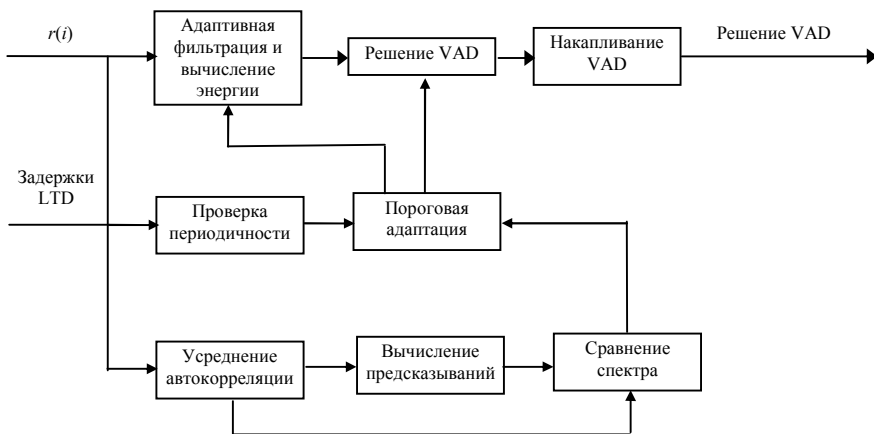 r(i)
Адаптивная
фильтрация и
вычисление
энергии
Решение VAD
Накапливание
VAD
Решение VAD
Задержки
LTD
Проверка
периодичности
Пороговая
адаптация
Усреднение
автокорреляции
Вычисление
предсказываний
Сравнение
спектра